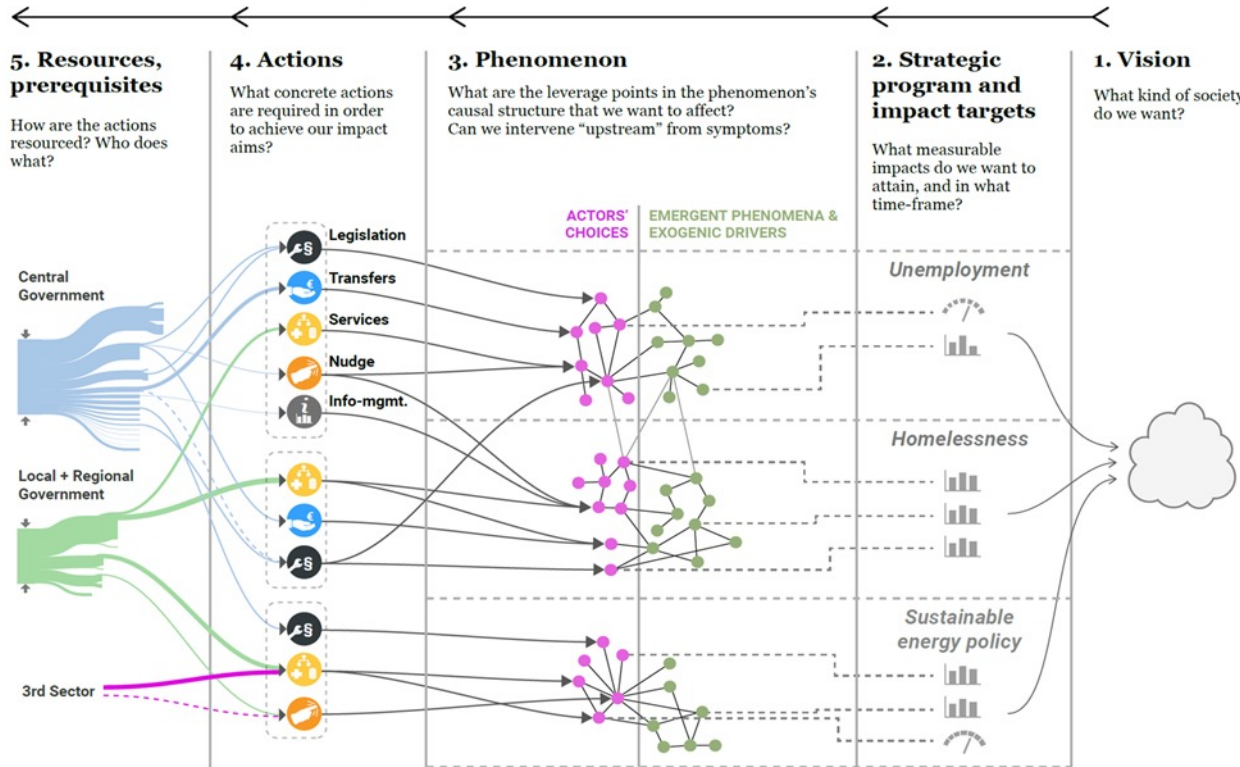 5. Resources,
prerequisites
How are the actions
resourced? Who does
what?
4. Actions
What concrete actions
are required in order
to achieve our impact
aims?
3. Phenomenon
What are the leverage points in the phenomenon's
causal structure that we want to affect?
Can we intervene “upstream” from symptoms?
2. Strategic
program and
impact targets
What measurable
impacts do we want to
attain, and in what
time-frame?
1. Vision
What kind of society
do we want?
ACTORS'
CHOICES
EMERGENT PHENOMENA &
EXOGENIC DRIVERS
Central
Government
Local + Regional
Government
3rd Sector
§
Legislation
€
Transfers
Services
Nudge
i
Info-mgmt.
€
§
§
Unemployment
Homelessness
Sustainable
energy policy